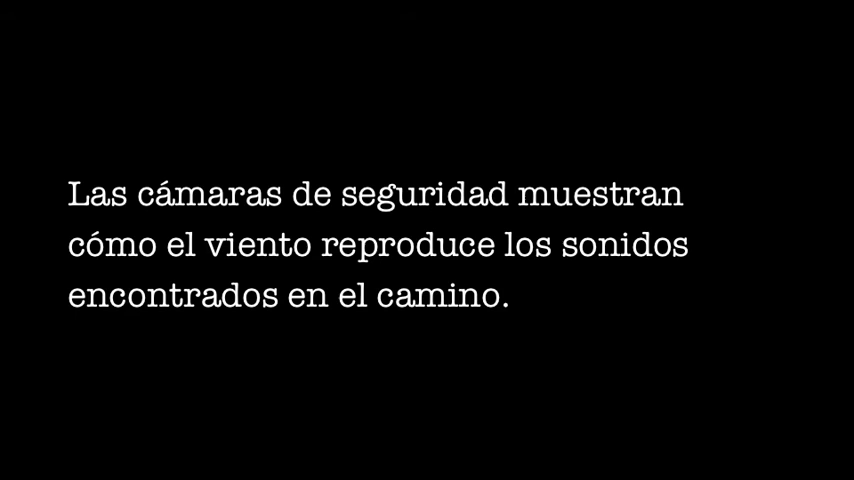 Las cámaras de seguridad muestran
cómo el viento reproduce los sonidos
encontrados en el camino.